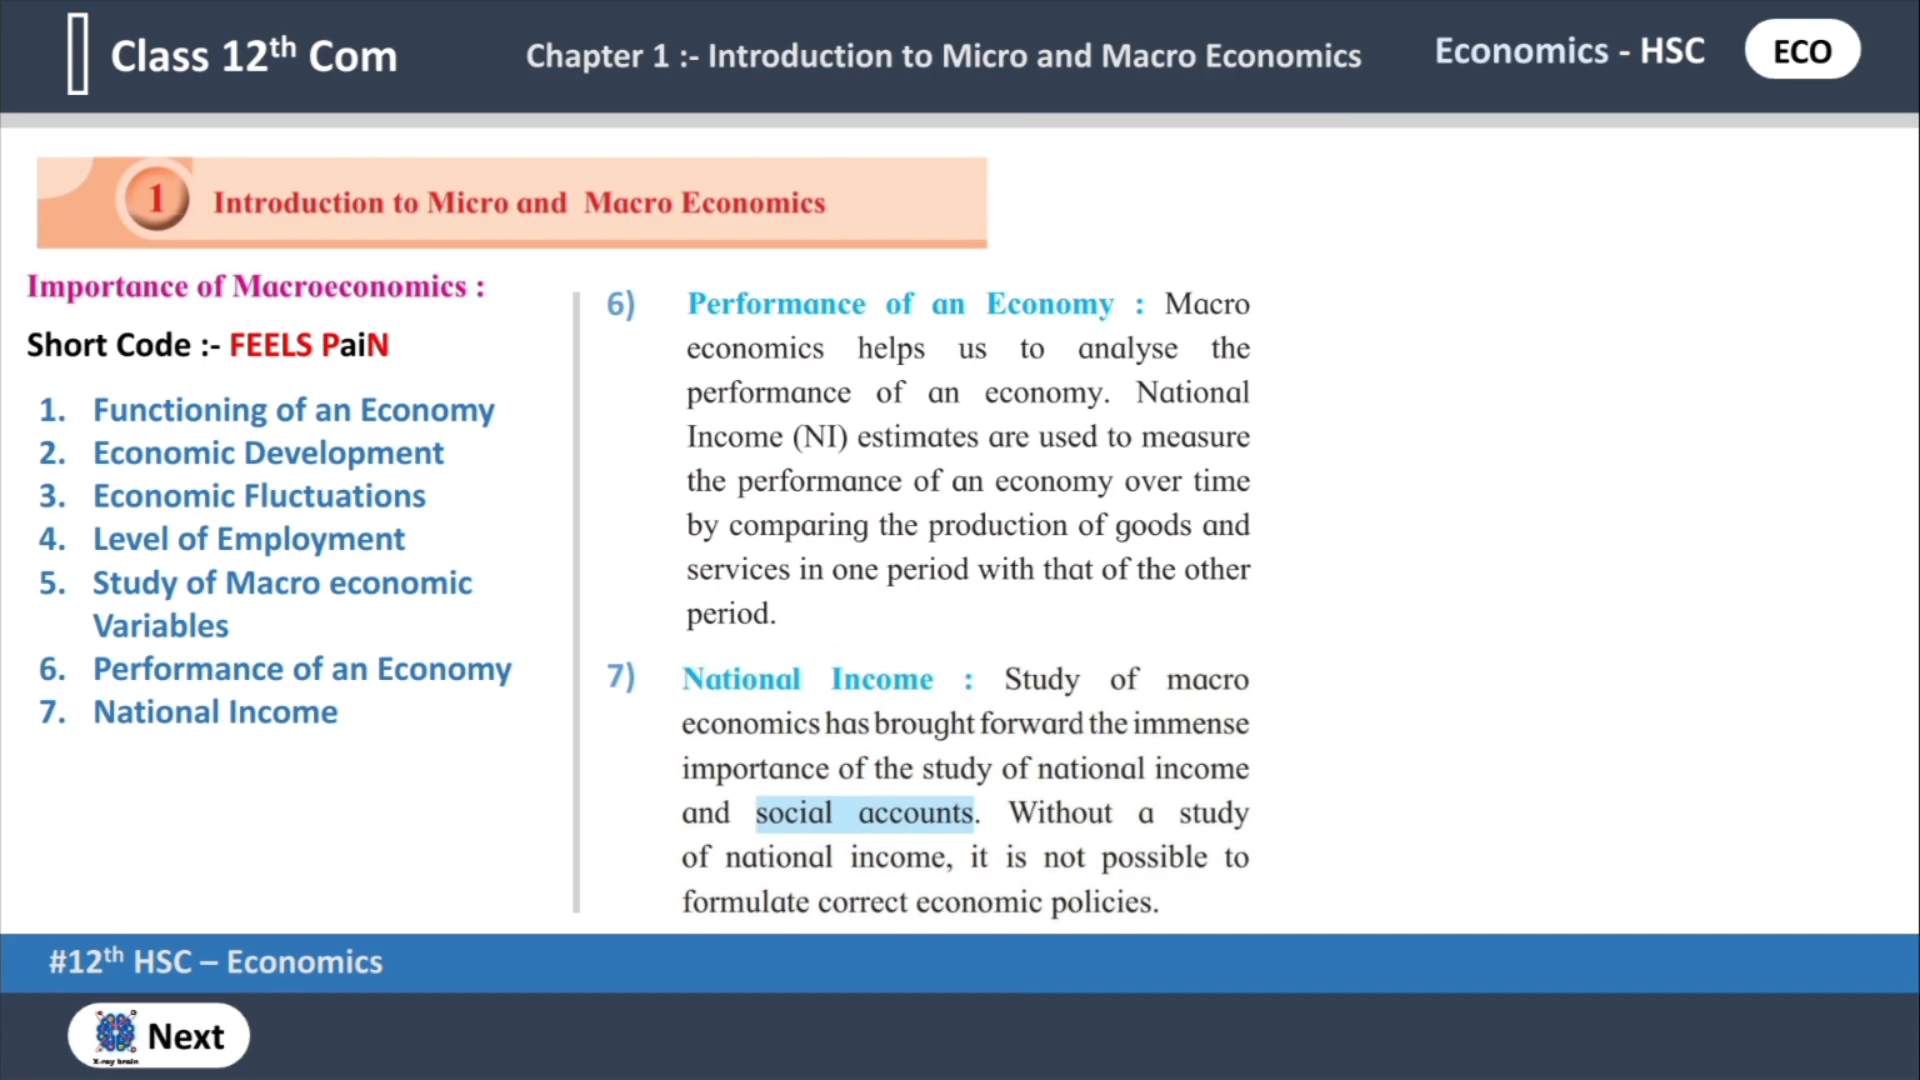 Class 12th Com
Chapter 1 :- Introduction to Micro and Macro Economics
Economics - HSC
ECO
1 Introduction to Micro and Macro Economics
Importance of Macroeconomics :
Short Code :- FEELS PaiN
1. Functioning of an Economy
2. Economic Development
3. Economic Fluctuations
4. Level of Employment
5. Study of Macro economic
Variables
6. Performance of an Economy
7. National Income
6) Performance of an Economy : Macro
economics helps us to analyse the
performance of an economy. National
Income (NI) estimates are used to measure
the performance of an economy over time
by comparing the production of goods and
services in one period with that of the other
period.
7) National Income : Study of macro
economics has brought forward the immense
importance of the study of national income
and social accounts. Without a study
of national income, it is not possible to
formulate correct economic policies.
#12th HSC – Economics
Next
X-ray brain